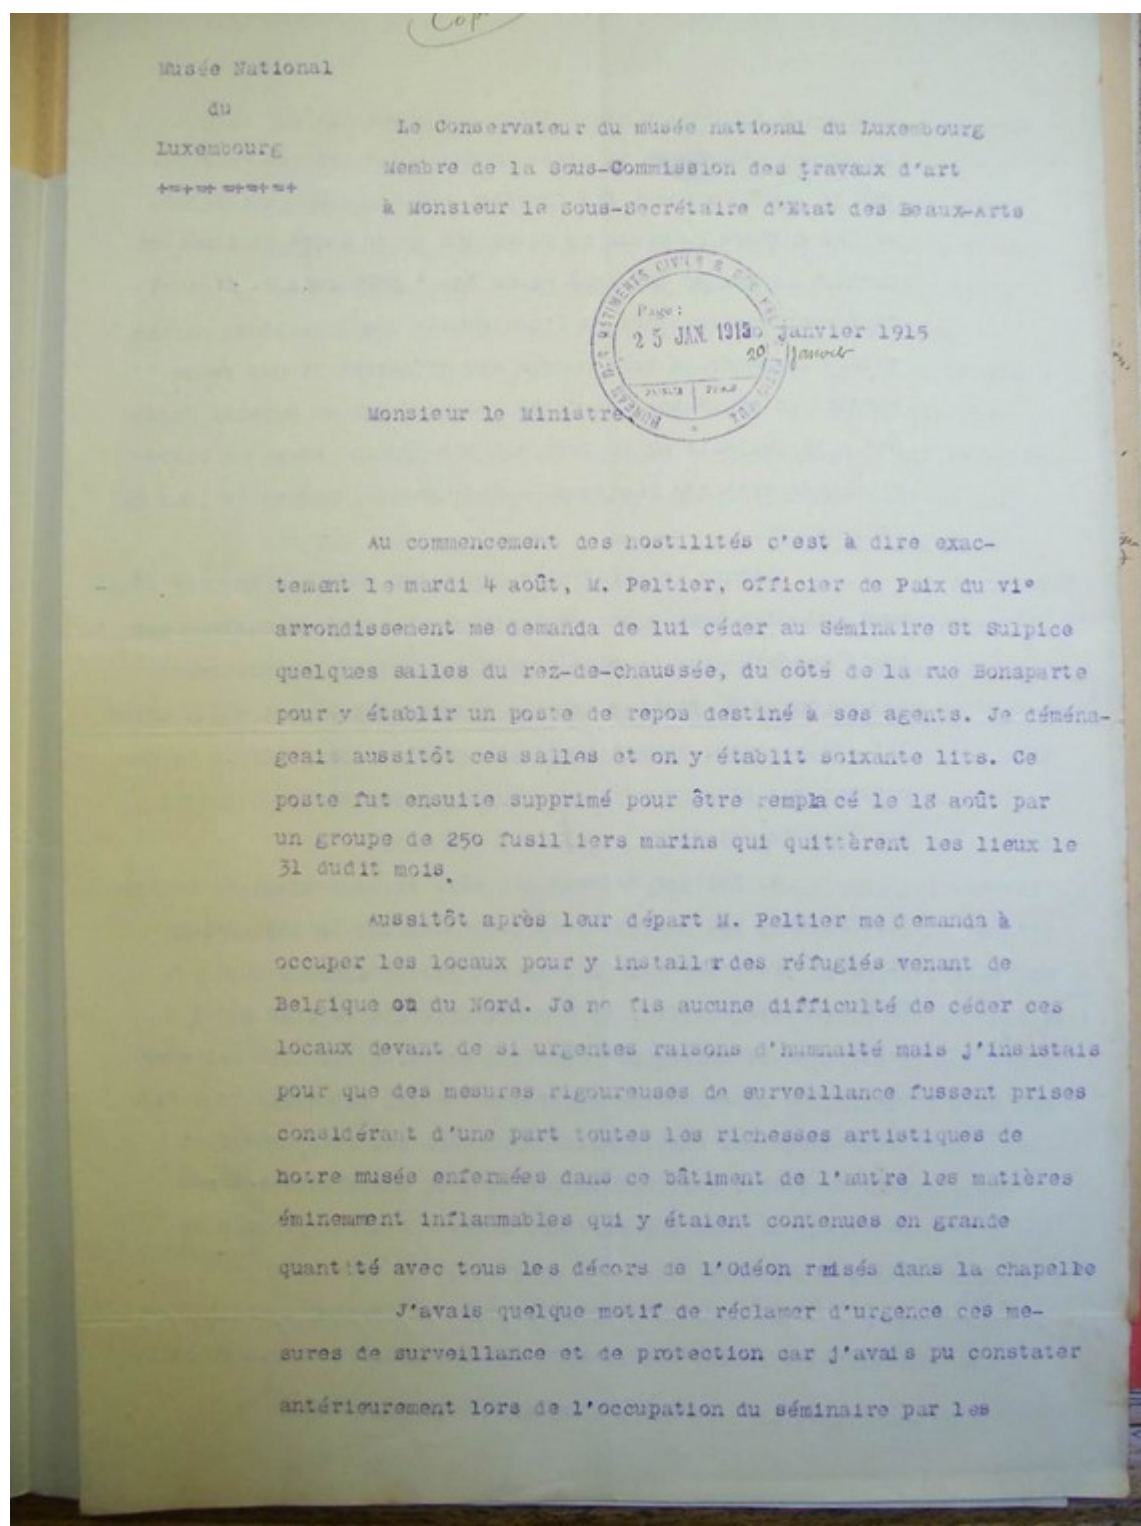 Musée National
du
Luxembourg
Le Conservateur du musée national du Luxembourg
Membre de la Sous-Commission des travaux d'art
à Monsieur le Sous-Secrétaire d'Etat des Beaux-Arts
BUREAU DES BATIMENTS CIVILS & DES
25 JAN. 1915
janvier 1915
20 Janvier
Monsieur le Ministre
Au commencement des hostilités c'est à dire exac-
tement le mardi 4 août, M. Peltier, officier de Paix du VI°
arrondissement me demanda de lui céder au Séminaire St Sulpice
quelques salles du rez-de-chaussée, du côté de la rue Bonaparte
pour y établir un poste de repos destiné à ses agents. Je déména-
geai aussitôt ces salles et on y établit soixante lits. Ce
poste fut ensuite supprimé pour être remplacé le 18 août par
un groupe de 250 fusilliers marins qui quittèrent les lieux le
31 dudit mois.
Aussitôt après leur départ M. Peltier me demanda à
occuper les locaux pour y installer des réfugiés venant de
Belgique ou du Nord. Je ne fis aucune difficulté de céder ces
locaux devant de si urgentes raisons d'humnaité mais j'insistais
pour que des mesures rigoureuses de surveillance fussent prises
considérant d'une part toutes les richesses artistiques de
notre musée enfermées dans ce bâtiment de l'autre les matières
éminemment inflammables qui y étaient contenues en grande
quantité avec tous les décors de l'Odéon remisés dans la chapelle
J'avais quelque motif de réclamer d'urgence ces me-
sures de surveillance et de protection car j'avais pu constater
antérieurement lors de l'occupation du séminaire par les